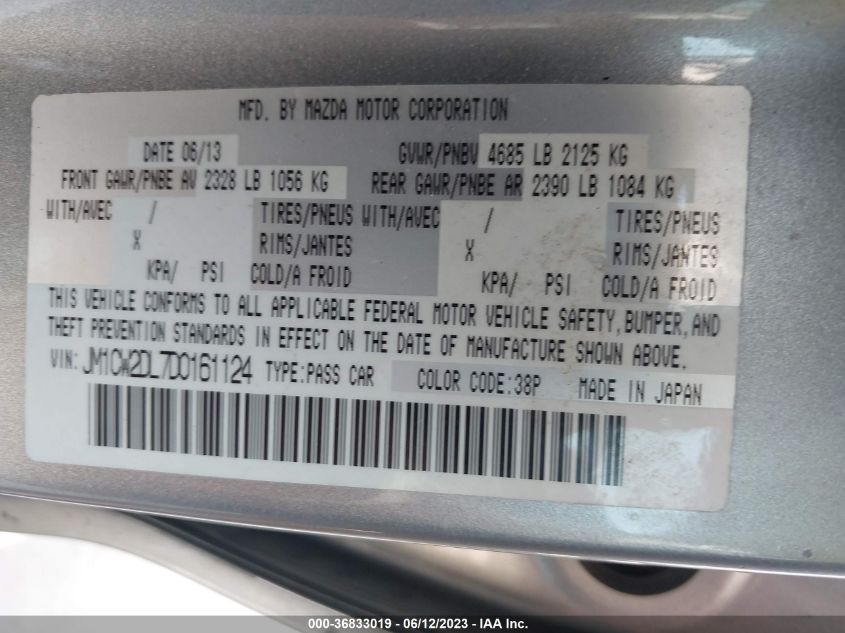 MFD. BY MAZDA MOTOR CORPORATION
DATE 06/13 GVWR/PNBV 4685 LB 2125 KG
FRONT GAWR/PNBE AV 2328 LB 1056 KG REAR GAWR/PNBE AR 2390 LB 1084 KG
WITH/AVEC / TIRES/PNEUS WITH/AVEC / TIRES/PNEUS
X RIMS/JANTES X RIMS/JANTES
KPA/ PSI COLD/A FROID KPA/ PSI COLD/A FROID
THIS VEHICLE CONFORMS TO ALL APPLICABLE FEDERAL MOTOR VEHICLE SAFETY, BUMPER, AND
THEFT PREVENTION STANDARDS IN EFFECT ON THE DATE OF MANUFACTURE SHOWN ABOVE.
VIN: JM1CW2DL7D0161124 TYPE:PASS CAR COLOR CODE:38P MADE IN JAPAN
000-36833019 - 06/12/2023 - IAAI.com